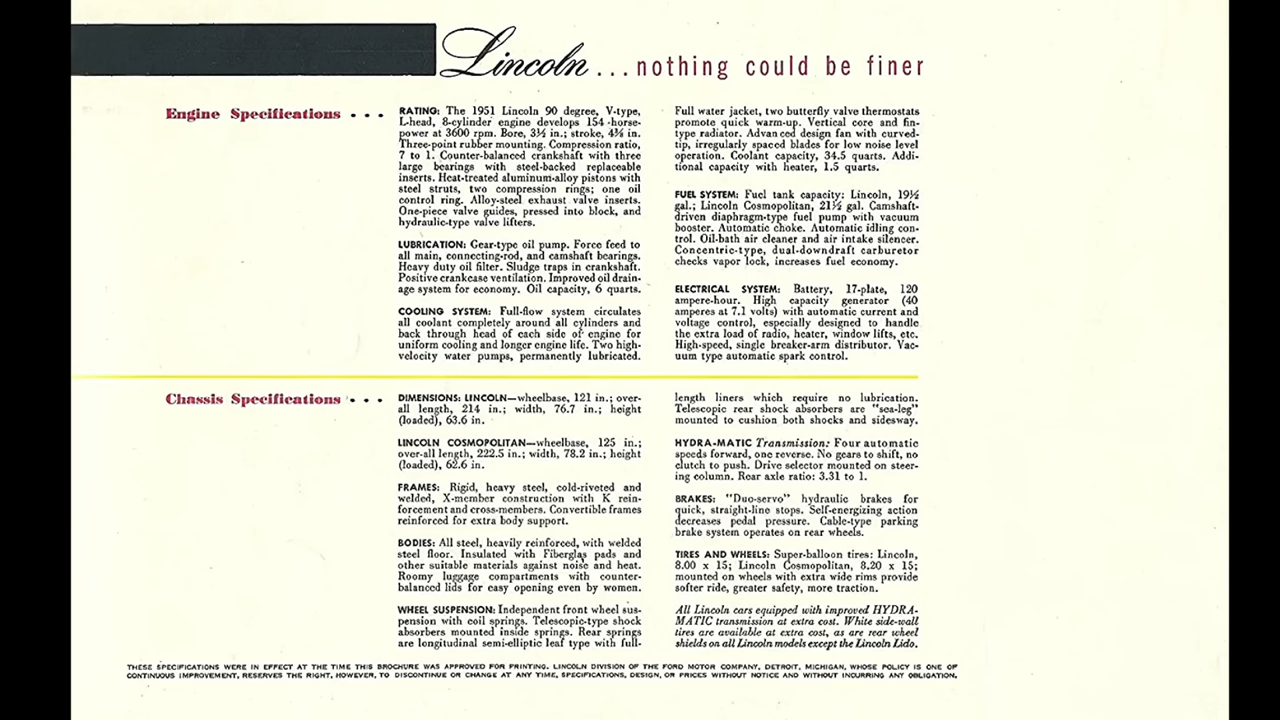 Lincoln ... nothing could be finer
Engine Specifications . . .
RATING: The 1951 Lincoln 90 degree, V-type,
L-head, 8-cylinder engine develops 154-horse-
power at 3600 rpm. Bore, 3½ in.; stroke, 4⅜ in.
Three-point rubber mounting. Compression ratio,
7 to 1. Counter-balanced crankshaft with three
large bearings with steel-backed replaceable
inserts. Heat-treated aluminum-alloy pistons with
steel struts, two compression rings; one oil
control ring. Alloy-steel exhaust valve inserts.
One-piece valve guides, pressed into block, and
hydraulic-type valve lifters.
LUBRICATION: Gear-type oil pump. Force feed to
all main, connecting-rod, and camshaft bearings.
Heavy duty oil filter. Sludge traps in crankshaft.
Positive crankcase ventilation. Improved oil drain-
age system for economy. Oil capacity, 6 quarts.
COOLING SYSTEM: Full-flow system circulates
all coolant completely around all cylinders and
back through head of each side of engine for
uniform cooling and longer engine life. Two high-
velocity water pumps, permanently lubricated.
Full water jacket, two butterfly valve thermostats
promote quick warm-up. Vertical core and fin-
type radiator. Advanced design fan with curved-
tip, irregularly spaced blades for low noise level
operation. Coolant capacity, 34.5 quarts. Addi-
tional capacity with heater, 1.5 quarts.
FUEL SYSTEM: Fuel tank capacity: Lincoln, 19½
gal.; Lincoln Cosmopolitan, 21½ gal. Camshaft-
driven diaphragm-type fuel pump with vacuum
booster. Automatic choke. Automatic idling con-
trol. Oil-bath air cleaner and air intake silencer.
Concentric-type, dual-downdraft carburetor
checks vapor lock, increases fuel economy.
ELECTRICAL SYSTEM: Battery, 17-plate, 120
ampere-hour. High capacity generator (40
amperes at 7.1 volts) with automatic current and
voltage control, especially designed to handle
the extra load of radio, heater, window lifts, etc.
High-speed, single breaker-arm distributor. Vac-
uum type automatic spark control.
Chassis Specifications . . .
DIMENSIONS: LINCOLN—wheelbase, 121 in.; over-
all length, 214 in.; width, 76.7 in.; height
(loaded), 63.6 in.
LINCOLN COSMOPOLITAN—wheelbase, 125 in.;
over-all length, 222.5 in.; width, 78.2 in.; height
(loaded), 62.6 in.
FRAMES: Rigid, heavy steel, cold-riveted and
welded, X-member construction with K rein-
forcement and cross-members. Convertible frames
reinforced for extra body support.
BODIES: All steel, heavily reinforced, with welded
steel floor. Insulated with Fiberglas pads and
other suitable materials against noise and heat.
Roomy luggage compartments with counter-
balanced lids for easy opening even by women.
WHEEL SUSPENSION: Independent front wheel sus-
pension with coil springs. Telescopic-type shock
absorbers mounted inside springs. Rear springs
are longitudinal semi-elliptic leaf type with full-
length liners which require no lubrication.
Telescopic rear shock absorbers are "sea-leg"
mounted to cushion both shocks and sidesway.
HYDRA-MATIC Transmission: Four automatic
speeds forward, one reverse. No gears to shift, no
clutch to push. Drive selector mounted on steer-
ing column. Rear axle ratio: 3.31 to 1.
BRAKES: "Duo-servo" hydraulic brakes for
quick, straight-line stops. Self-energizing action
decreases pedal pressure. Cable-type parking
brake system operates on rear wheels.
TIRES AND WHEELS: Super-balloon tires: Lincoln,
8.00 x 15; Lincoln Cosmopolitan, 8.20 x 15;
mounted on wheels with extra wide rims provide
softer ride, greater safety, more traction.
All Lincoln cars equipped with improved HYDRA-
MATIC transmission at extra cost. White side-wall
tires are available at extra cost, as are rear wheel
shields on all Lincoln models except the Lincoln Lido.
THESE SPECIFICATIONS WERE IN EFFECT AT THE TIME THIS BROCHURE WAS APPROVED FOR PRINTING. LINCOLN DIVISION OF THE FORD MOTOR COMPANY, DETROIT, MICHIGAN, WHOSE POLICY IS ONE OF
CONTINUOUS IMPROVEMENT, RESERVES THE RIGHT, HOWEVER, TO DISCONTINUE OR CHANGE AT ANY TIME, SPECIFICATIONS, DESIGN, OR PRICES WITHOUT NOTICE AND WITHOUT INCURRING ANY OBLIGATION.